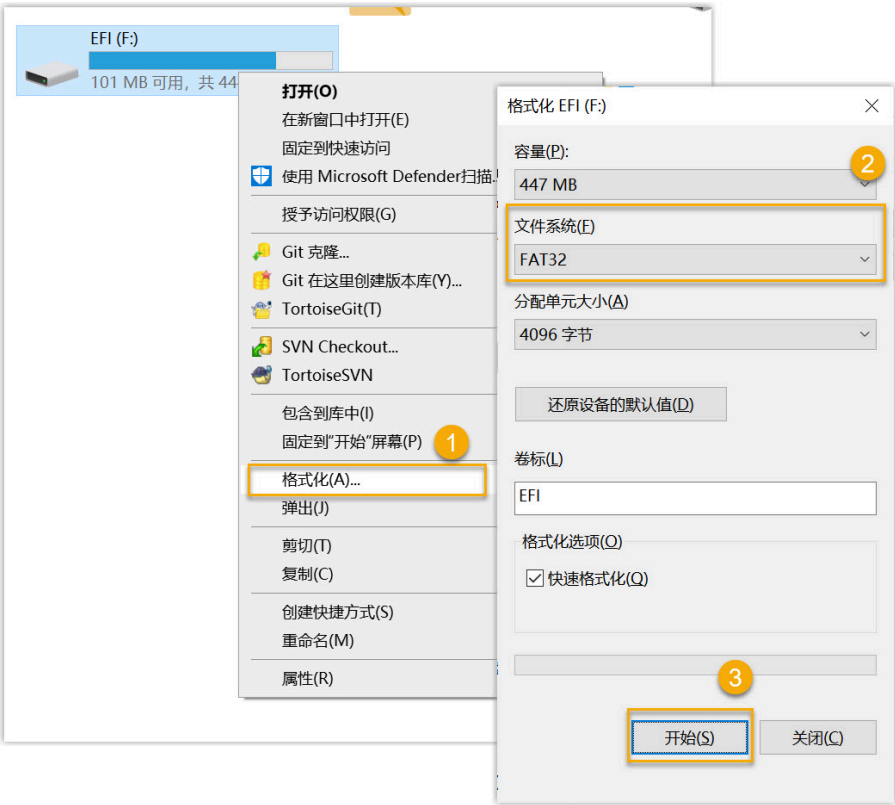 EFI (F:)
101 MB 可用，共 44
打开(O)
在新窗口中打开(E)
固定到快速访问
使用 Microsoft Defender扫描...
授予访问权限(G)
Git 克隆...
Git 在这里创建版本库(Y)...
TortoiseGit(T)
SVN Checkout...
TortoiseSVN
包含到库中(I)
固定到"开始"屏幕(P)
1
格式化(A)...
弹出(J)
剪切(T)
复制(C)
创建快捷方式(S)
重命名(M)
属性(R)
格式化 EFI (F:)
容量(P):
2
447 MB
文件系统(F)
FAT32
分配单元大小(A)
4096 字节
还原设备的默认值(D)
卷标(L)
EFI
格式化选项(O)
快速格式化(Q)
3
开始(S)
关闭(C)